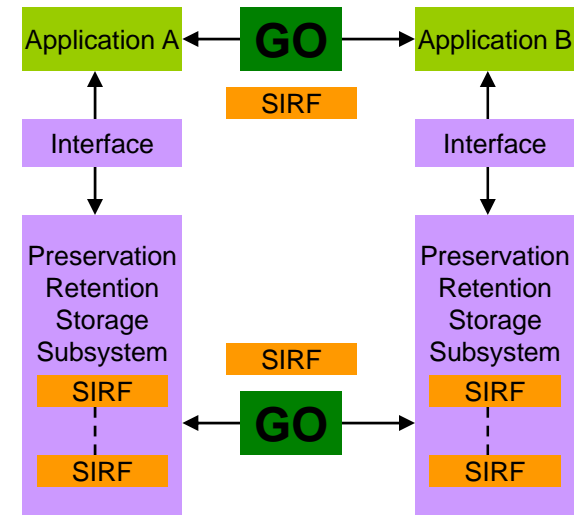 Application A
GO
Application B
SIRF
Interface
Interface
Preservation
Retention
Storage
Subsystem
SIRF
SIRF
Preservation
Retention
Storage
Subsystem
SIRF
SIRF
SIRF
GO